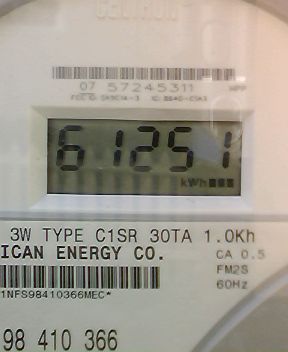 CENTRON
07 57245311
61251
kWh
3W TYPE C1SR 30TA 1.0Kh
ICAN ENERGY CO.
CA 0.5
FM2S
60Hz
1NFS98410366MEC*
98 410 366